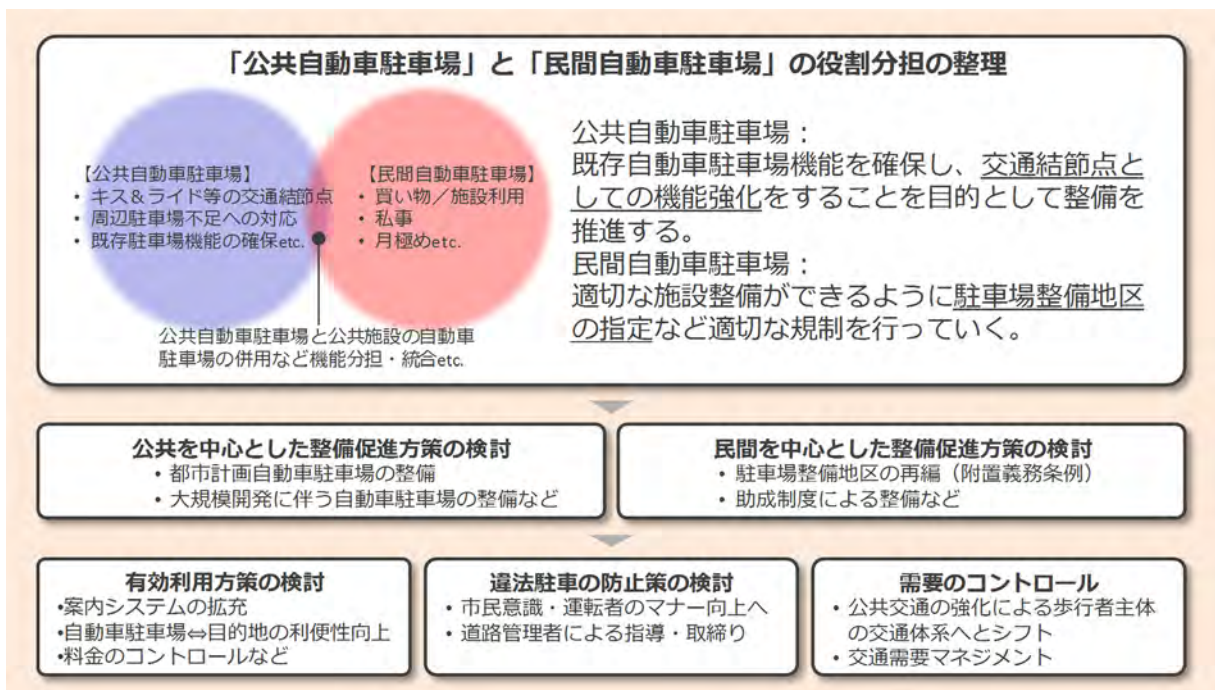 「公共自動車駐車場」と「民間自動車駐車場」の役割分担の整理
【公共自動車駐車場】
• キス＆ライド等の交通結節点
• 周辺駐車場不足への対応
• 既存駐車場機能の確保etc.
【民間自動車駐車場】
• 買い物／施設利用
• 私事
• 月極めetc.
公共自動車駐車場と公共施設の自動車
駐車場の併用など機能分担・統合etc.
公共自動車駐車場：
既存自動車駐車場機能を確保し、交通結節点と
しての機能強化をすることを目的として整備を
推進する。
民間自動車駐車場：
適切な施設整備ができるように駐車場整備地区
の指定など適切な規制を行っていく。
公共を中心とした整備促進方策の検討
• 都市計画自動車駐車場の整備
• 大規模開発に伴う自動車駐車場の整備など
民間を中心とした整備促進方策の検討
• 駐車場整備地区の再編（附置義務条例）
• 助成制度による整備など
有効利用方策の検討
•案内システムの拡充
•自動車駐車場⇔目的地の利便性向上
•料金のコントロールなど
違法駐車の防止策の検討
• 市民意識・運転者のマナー向上へ
• 道路管理者による指導・取締り
需要のコントロール
• 公共交通の強化による歩行者主体
の交通体系へとシフト
• 交通需要マネジメント